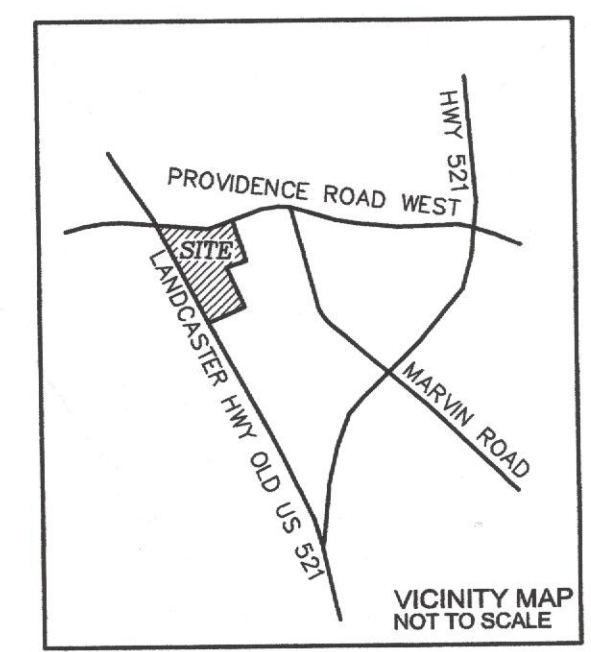 HWY 521
PROVIDENCE ROAD WEST
SITE
LANDCASTER HWY OLD US 521
MARVIN ROAD
VICINITY MAP
NOT TO SCALE